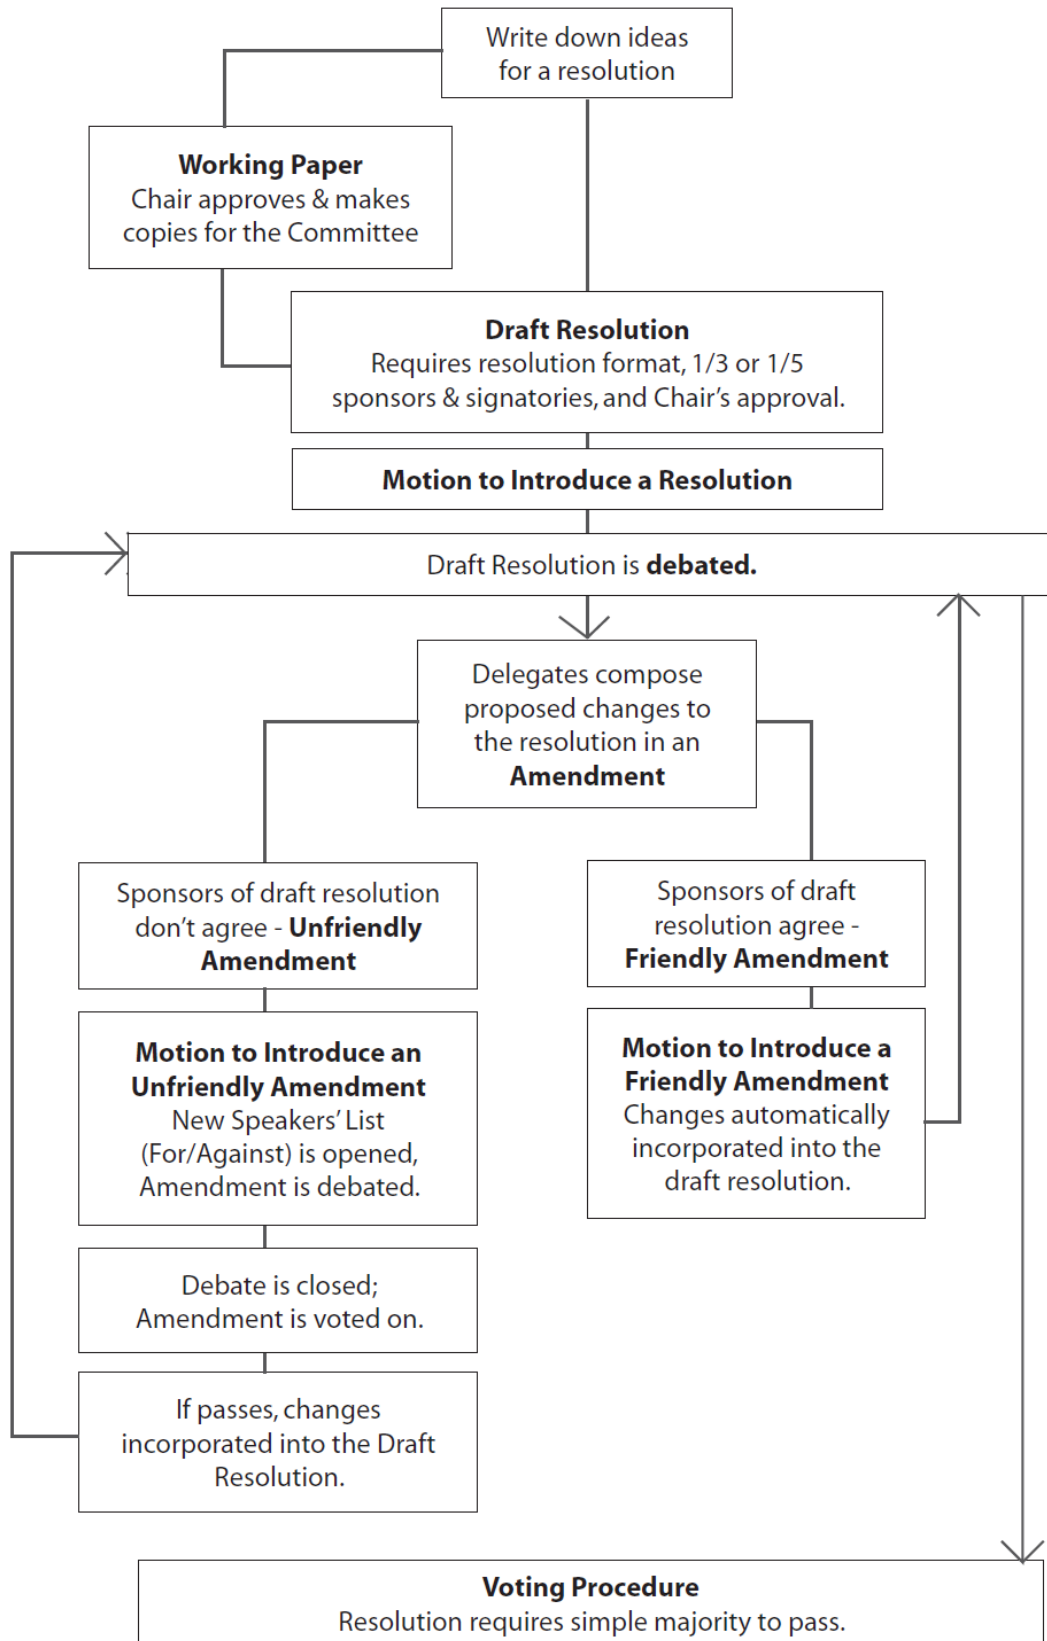 Write down ideas
for a resolution
Working Paper
Chair approves & makes
copies for the Committee
Draft Resolution
Requires resolution format, 1/3 or 1/5
sponsors & signatories, and Chair’s approval.
Motion to Introduce a Resolution
Draft Resolution is debated.
Delegates compose
proposed changes to
the resolution in an
Amendment
Sponsors of draft resolution
don’t agree - Unfriendly
Amendment
Motion to Introduce an
Unfriendly Amendment
New Speakers’ List
(For/Against) is opened,
Amendment is debated.
Debate is closed;
Amendment is voted on.
If passes, changes
incorporated into the Draft
Resolution.
Sponsors of draft
resolution agree -
Friendly Amendment
Motion to Introduce a
Friendly Amendment
Changes automatically
incorporated into the
draft resolution.
Voting Procedure
Resolution requires simple majority to pass.